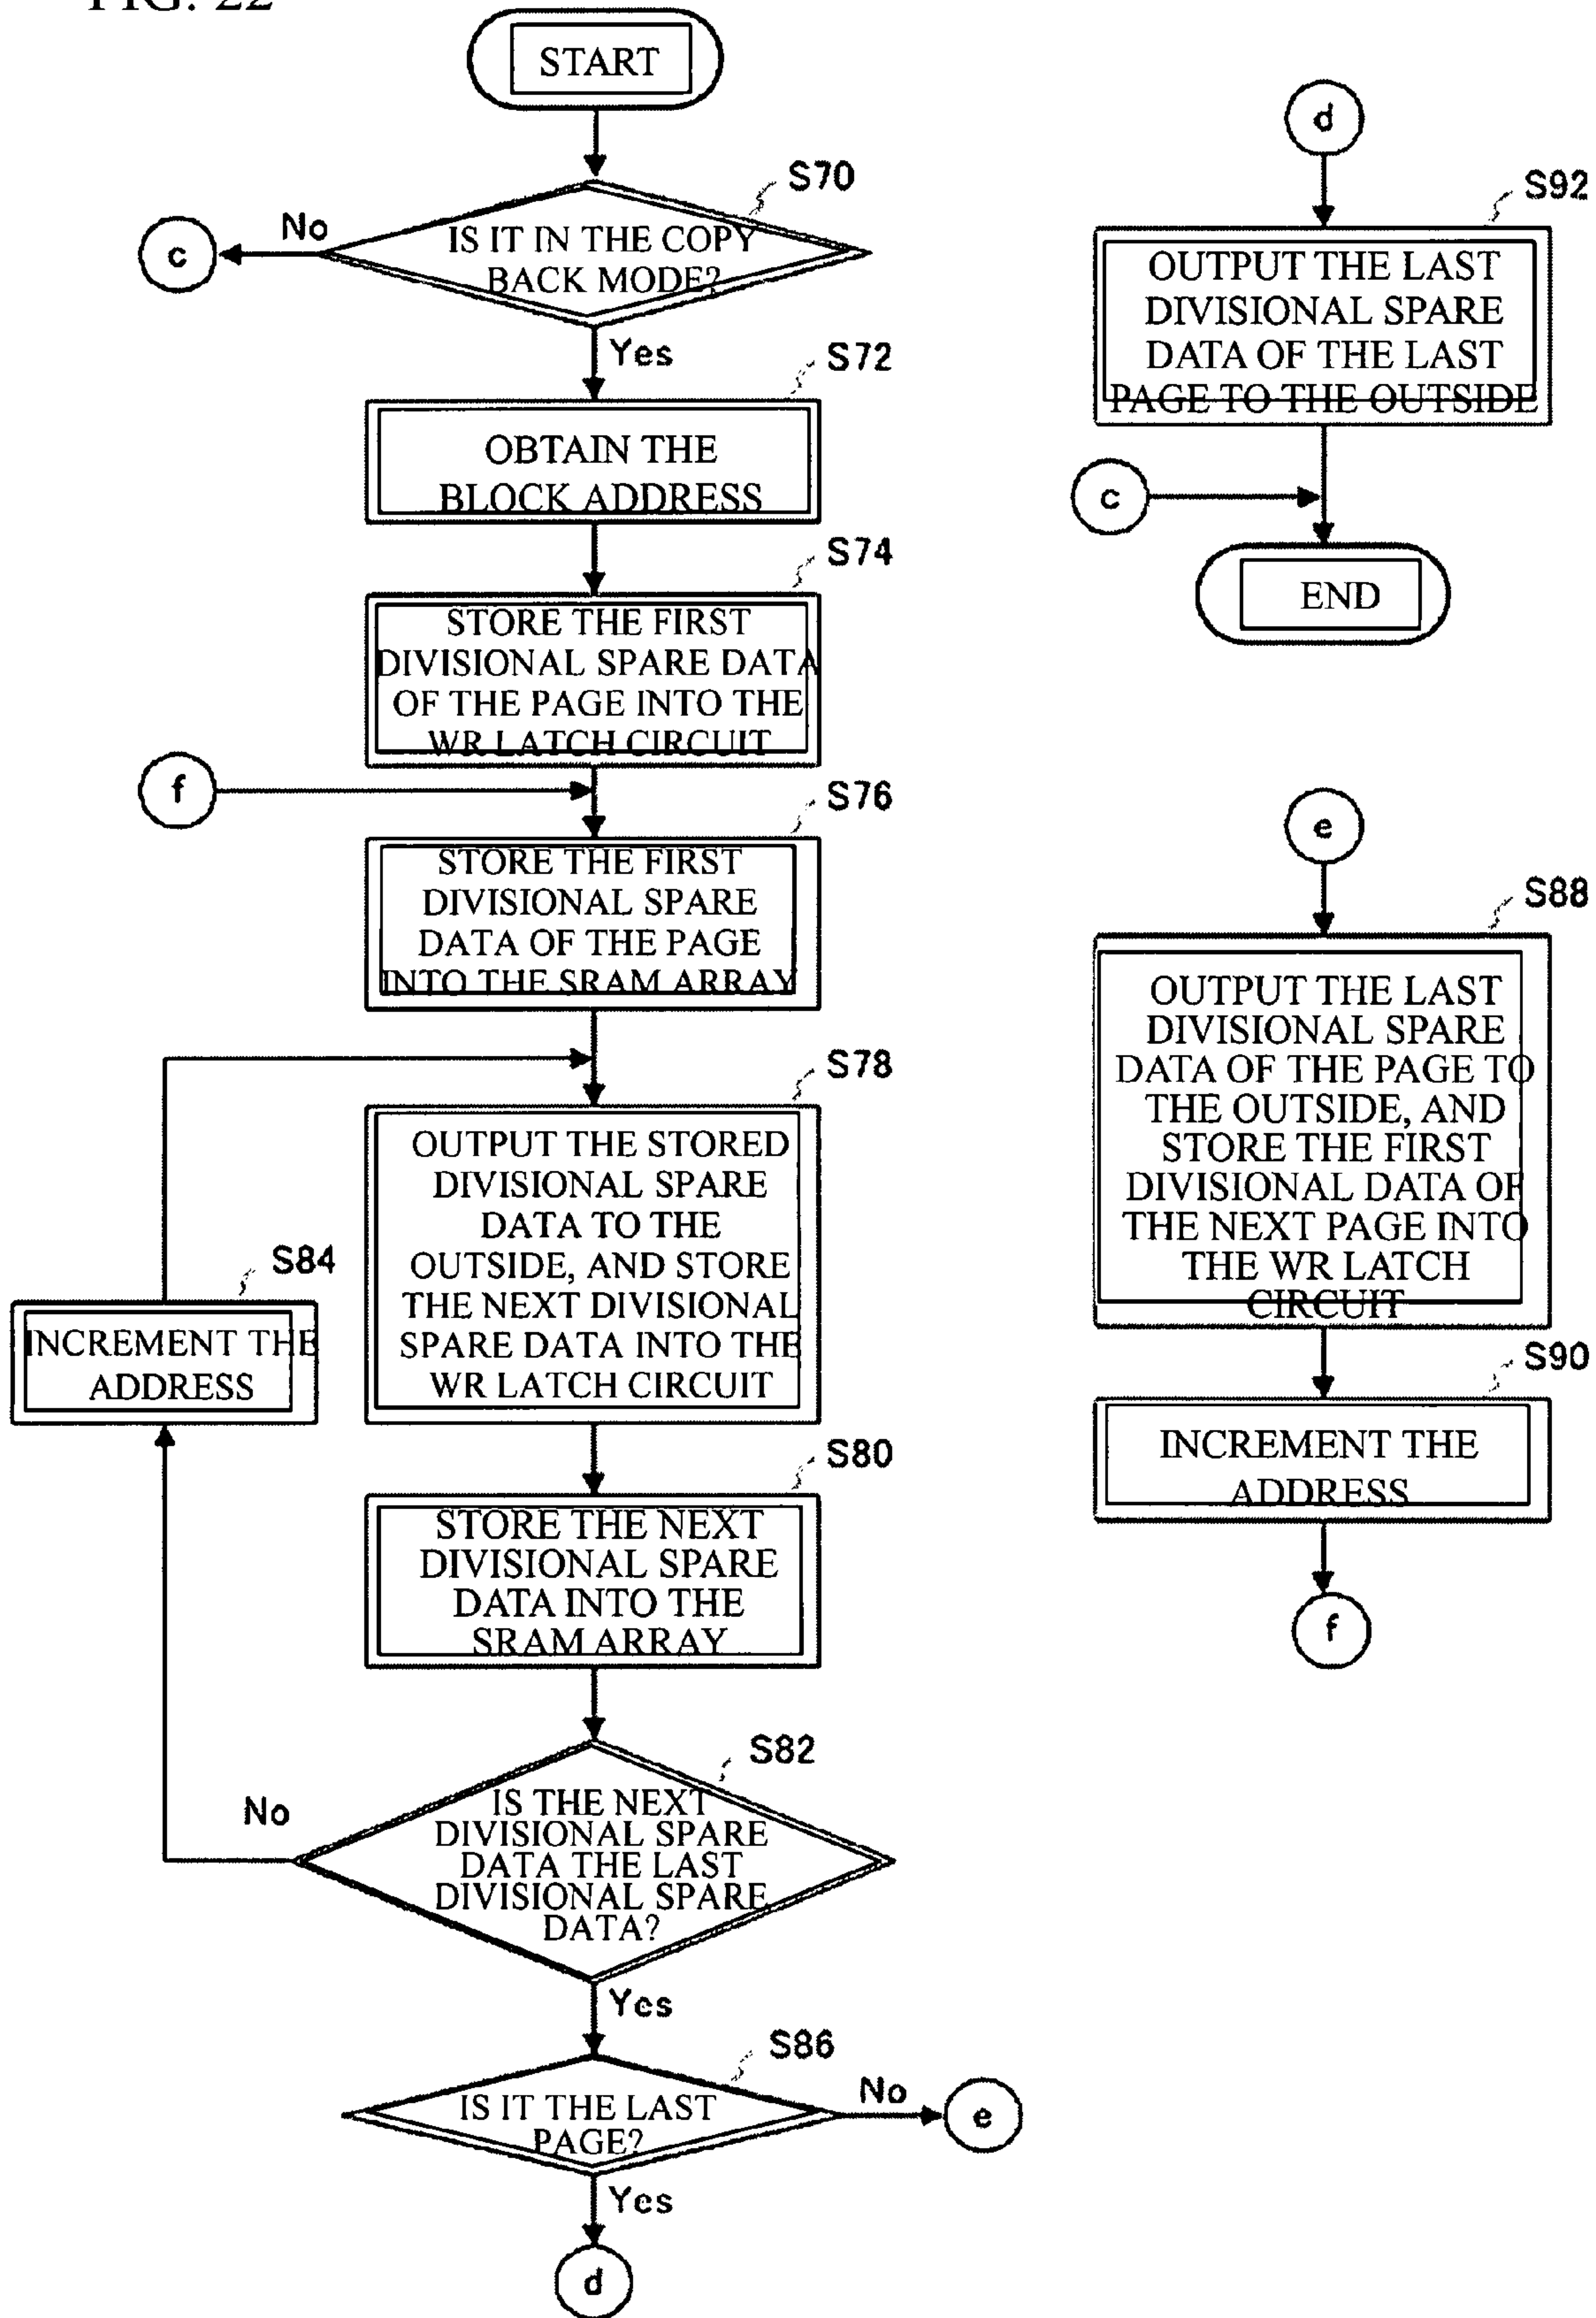 FIG. 22
START
S70
No
c
IS IT IN THE COPY
BACK MODE?
Yes
S72
OBTAIN THE
BLOCK ADDRESS
S74
STORE THE FIRST
DIVISIONAL SPARE DATA
OF THE PAGE INTO THE
WR LATCH CIRCUIT
f
S76
STORE THE FIRST
DIVISIONAL SPARE
DATA OF THE PAGE
INTO THE SRAM ARRAY
S78
OUTPUT THE STORED
DIVISIONAL SPARE
DATA TO THE
OUTSIDE, AND STORE
THE NEXT DIVISIONAL
SPARE DATA INTO THE
WR LATCH CIRCUIT
S84
INCREMENT THE
ADDRESS
S80
STORE THE NEXT
DIVISIONAL SPARE
DATA INTO THE
SRAM ARRAY
S82
No
IS THE NEXT
DIVISIONAL SPARE
DATA THE LAST
DIVISIONAL SPARE
DATA?
Yes
S86
IS IT THE LAST
PAGE?
No
e
Yes
d
d
S92
OUTPUT THE LAST
DIVISIONAL SPARE
DATA OF THE LAST
PAGE TO THE OUTSIDE
c
END
e
S88
OUTPUT THE LAST
DIVISIONAL SPARE
DATA OF THE PAGE TO
THE OUTSIDE, AND
STORE THE FIRST
DIVISIONAL DATA OF
THE NEXT PAGE INTO
THE WR LATCH
CIRCUIT
S90
INCREMENT THE
ADDRESS
f